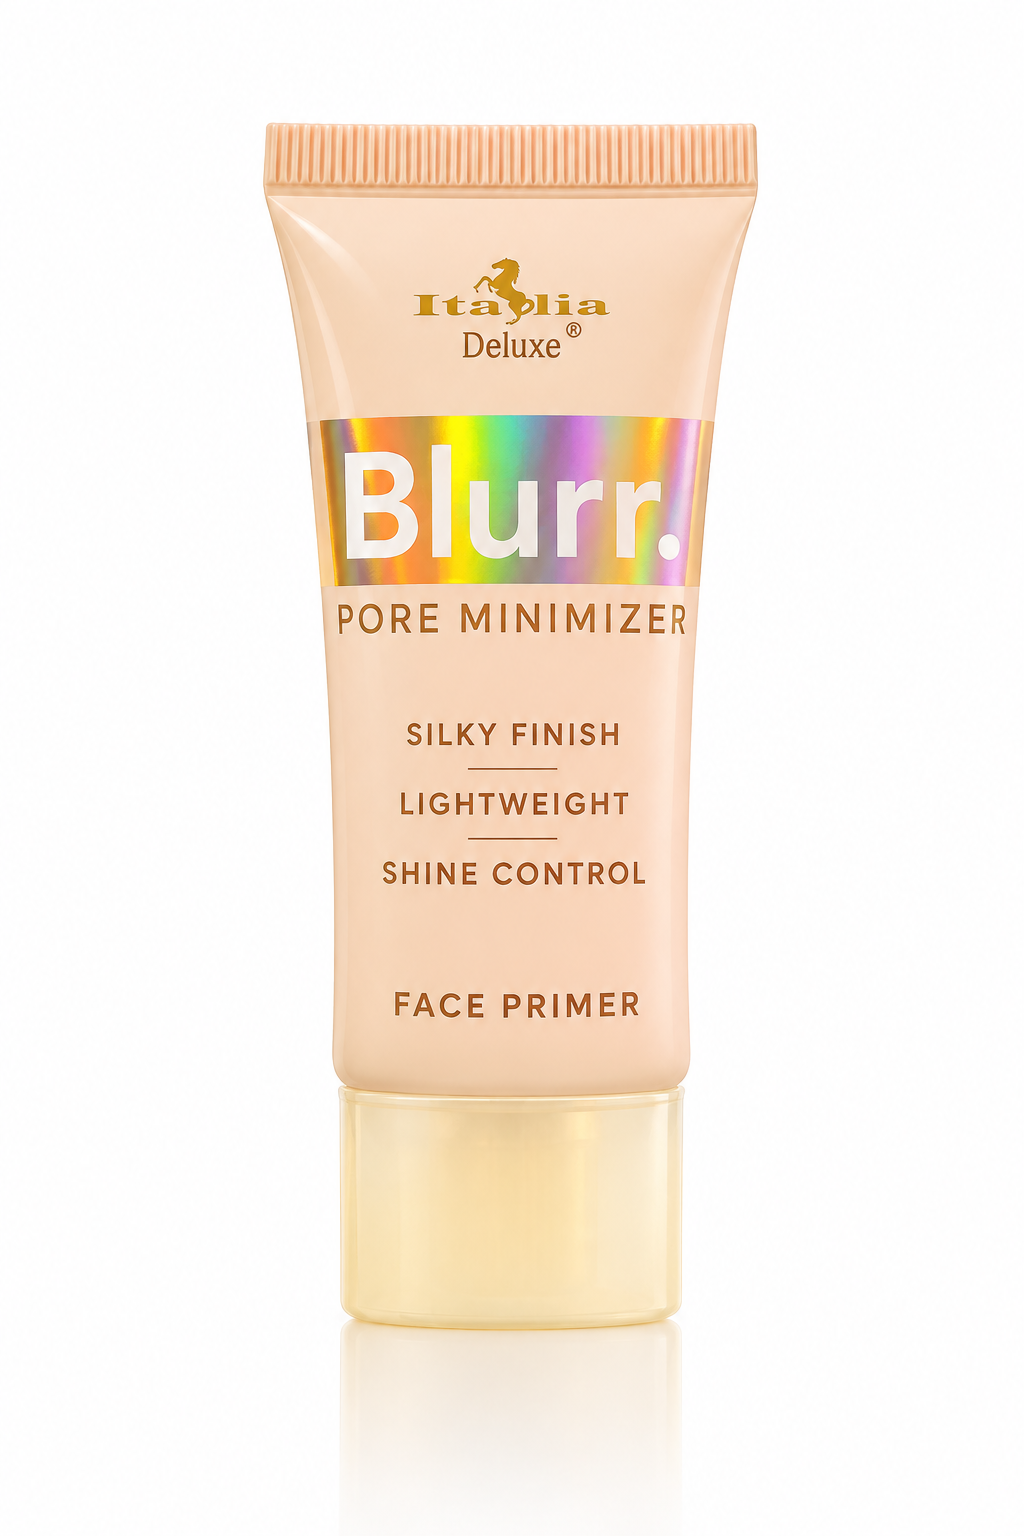 Italia
Deluxe®
Blurr.
PORE MINIMIZER
SILKY FINISH
LIGHTWEIGHT
SHINE CONTROL
FACE PRIMER